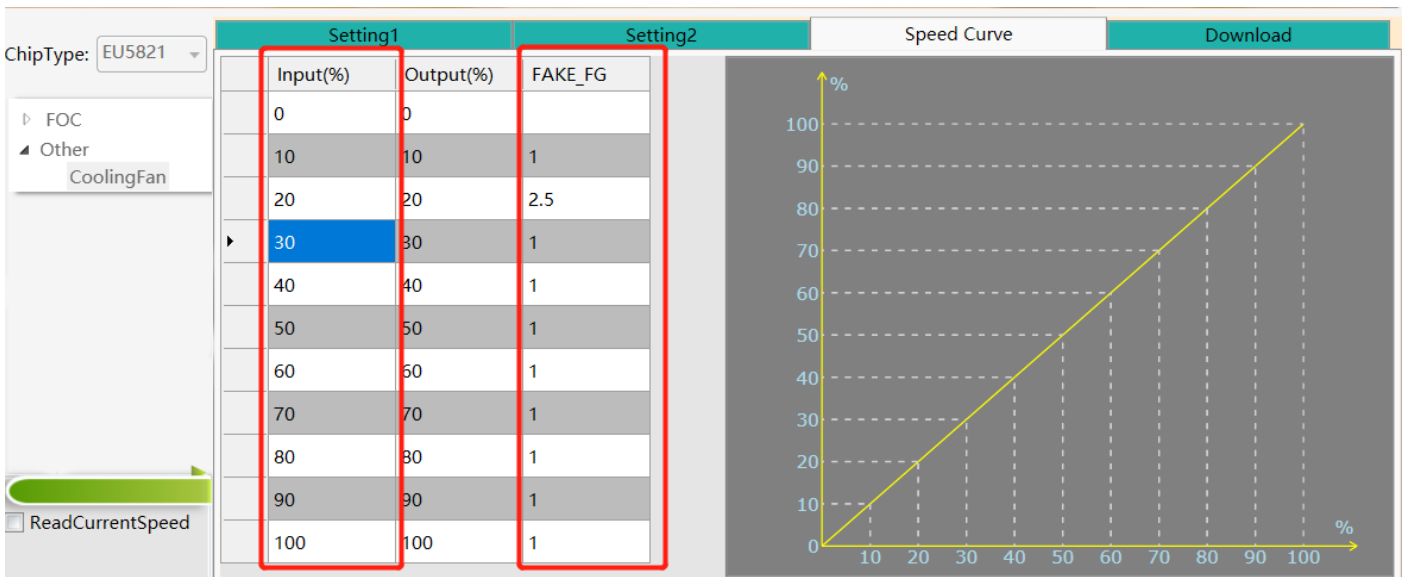 ChipType: EU5821
FOC
Other
CoolingFan
ReadCurrentSpeed
Setting1 Setting2 Speed Curve Download
Input(%) Output(%) FAKE_FG
0 0
10 10 1
20 20 2.5
30 30 1
40 40 1
50 50 1
60 60 1
70 70 1
80 80 1
90 90 1
100 100 1
%
100
90
80
70
60
50
40
30
20
10
0
%
10 20 30 40 50 60 70 80 90 100